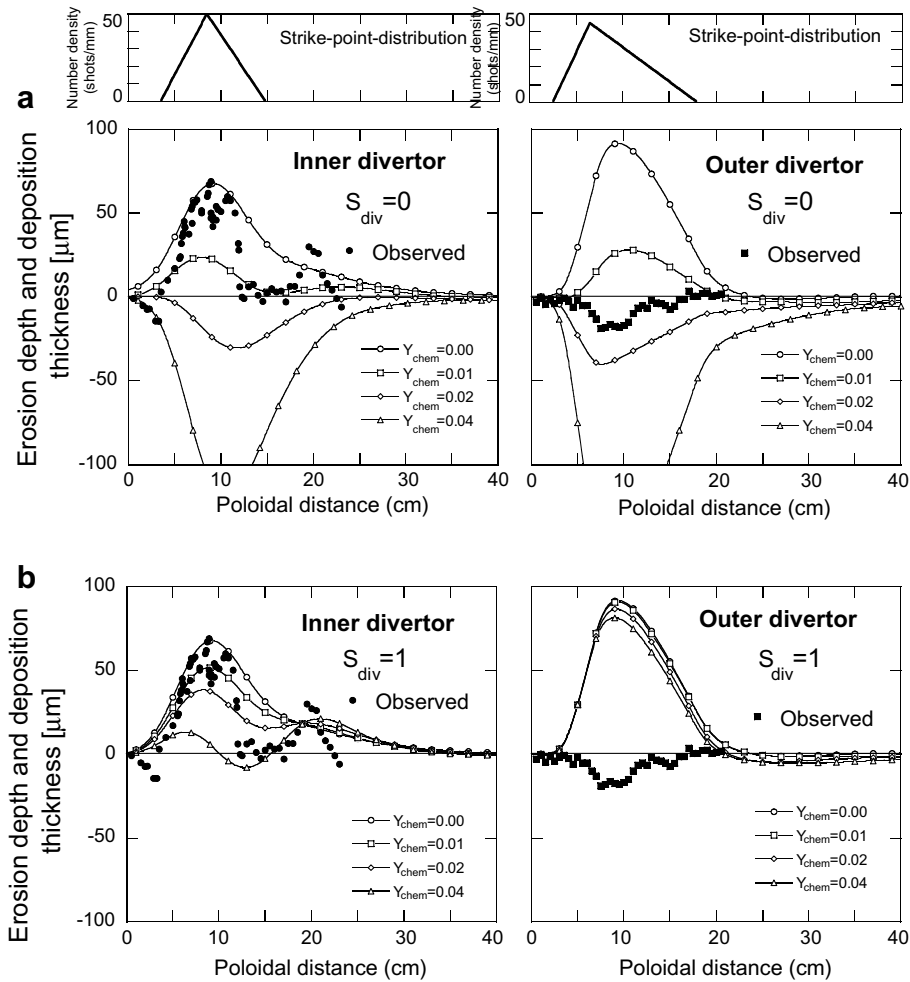 50
Number density
(shots/mm)
0
Strike-point-distribution
50
Number density
(shots/mm)
0
Strike-point-distribution
a
Erosion depth and deposition
thickness [µm]
100
50
0
-50
-100
Inner divertor
S_div=0
Observed
Y_chem=0.00
Y_chem=0.01
Y_chem=0.02
Y_chem=0.04
0 10 20 30 40
Poloidal distance (cm)
Outer divertor
S_div=0
Observed
Y_chem=0.00
Y_chem=0.01
Y_chem=0.02
Y_chem=0.04
0 10 20 30 40
Poloidal distance (cm)
b
Erosion depth and deposition
thickness [µm]
100
50
0
-50
-100
Inner divertor
S_div=1
Observed
Y_chem=0.00
Y_chem=0.01
Y_chem=0.02
Y_chem=0.04
0 10 20 30 40
Poloidal distance (cm)
Outer divertor
S_div=1
Observed
Y_chem=0.00
Y_chem=0.01
Y_chem=0.02
Y_chem=0.04
0 10 20 30 40
Poloidal distance (cm)